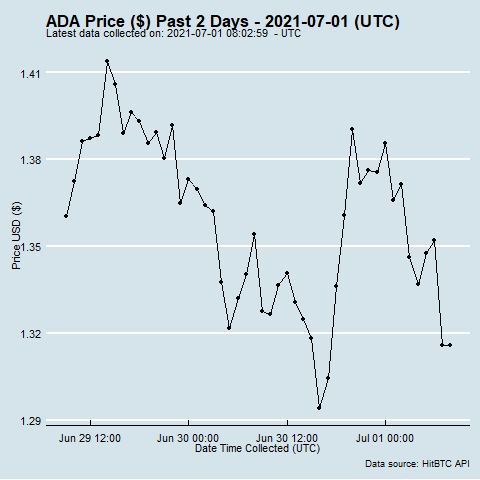 ADA Price ($) Past 2 Days - 2021-07-01 (UTC)
Latest data collected on: 2021-07-01 08:02:59 - UTC
1.41
1.38
1.35
1.32
1.29
Price USD ($)
Jun 29 12:00 Jun 30 00:00 Jun 30 12:00 Jul 01 00:00
Date Time Collected (UTC)
Data source: HitBTC API